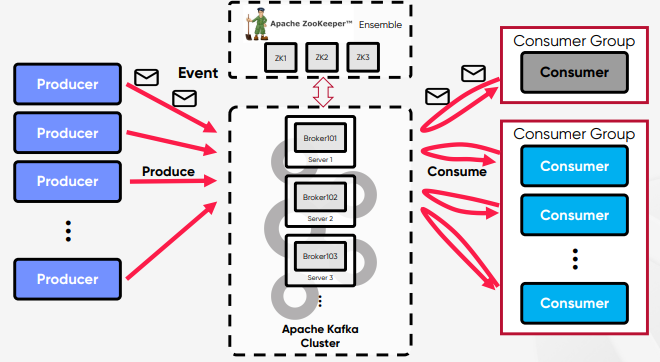 Apache ZooKeeper™ Ensemble
ZK1 ZK2 ZK3
Producer
Producer
Producer
Producer
Event
Produce
Broker101
Server 1
Broker102
Server 2
Broker103
Server 3
Apache Kafka
Cluster
Consume
Consumer Group
Consumer
Consumer Group
Consumer
Consumer
Consumer